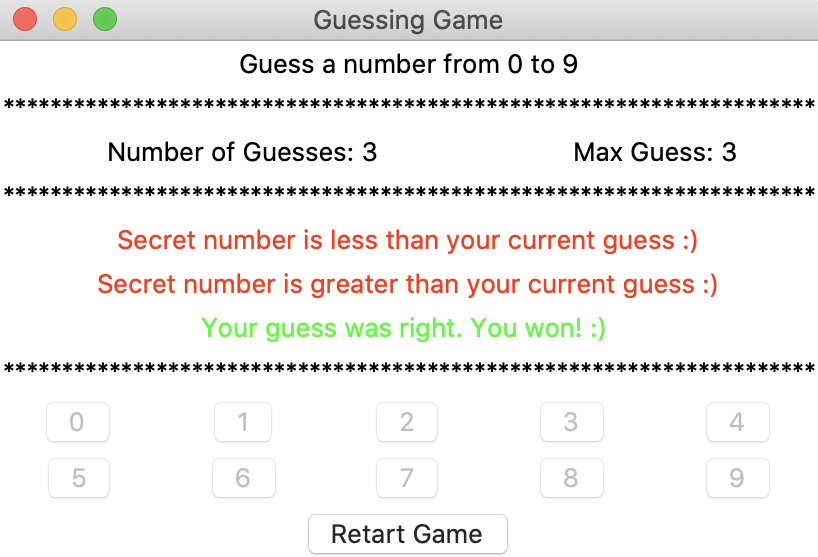 Guessing Game
Guess a number from 0 to 9
********************************************************************
Number of Guesses: 3 Max Guess: 3
********************************************************************
Secret number is less than your current guess :)
Secret number is greater than your current guess :)
Your guess was right. You won! :)
********************************************************************
0 1 2 3 4
5 6 7 8 9
Retart Game